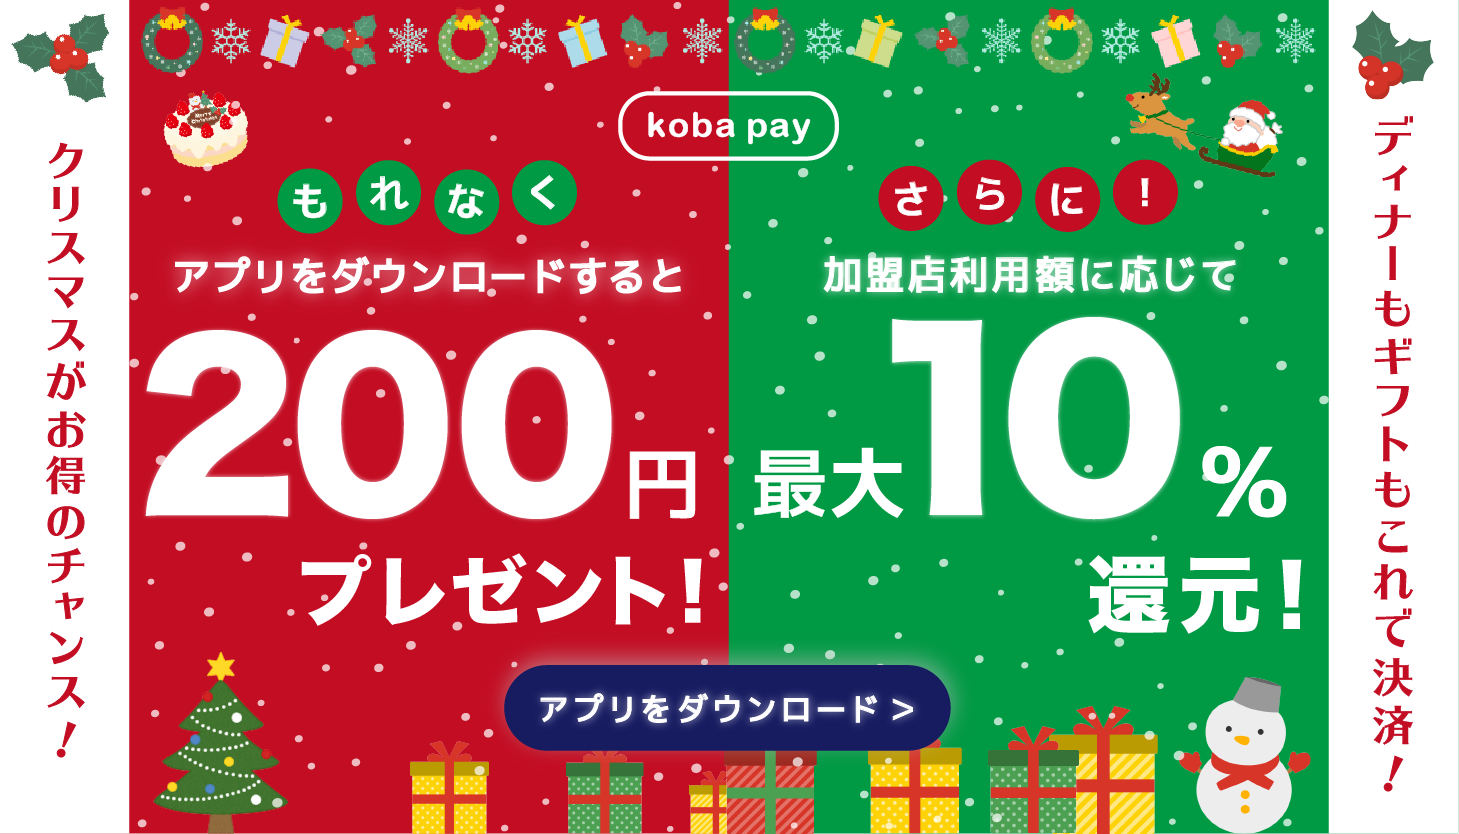 クリスマスがお得のチャンス！
koba pay
もれなく
アプリをダウンロードすると
200円
プレゼント！
さらに！
加盟店利用額に応じて
最大10%
還元！
アプリをダウンロード >
ディナーもギフトもこれで決済！
Merry Christmas